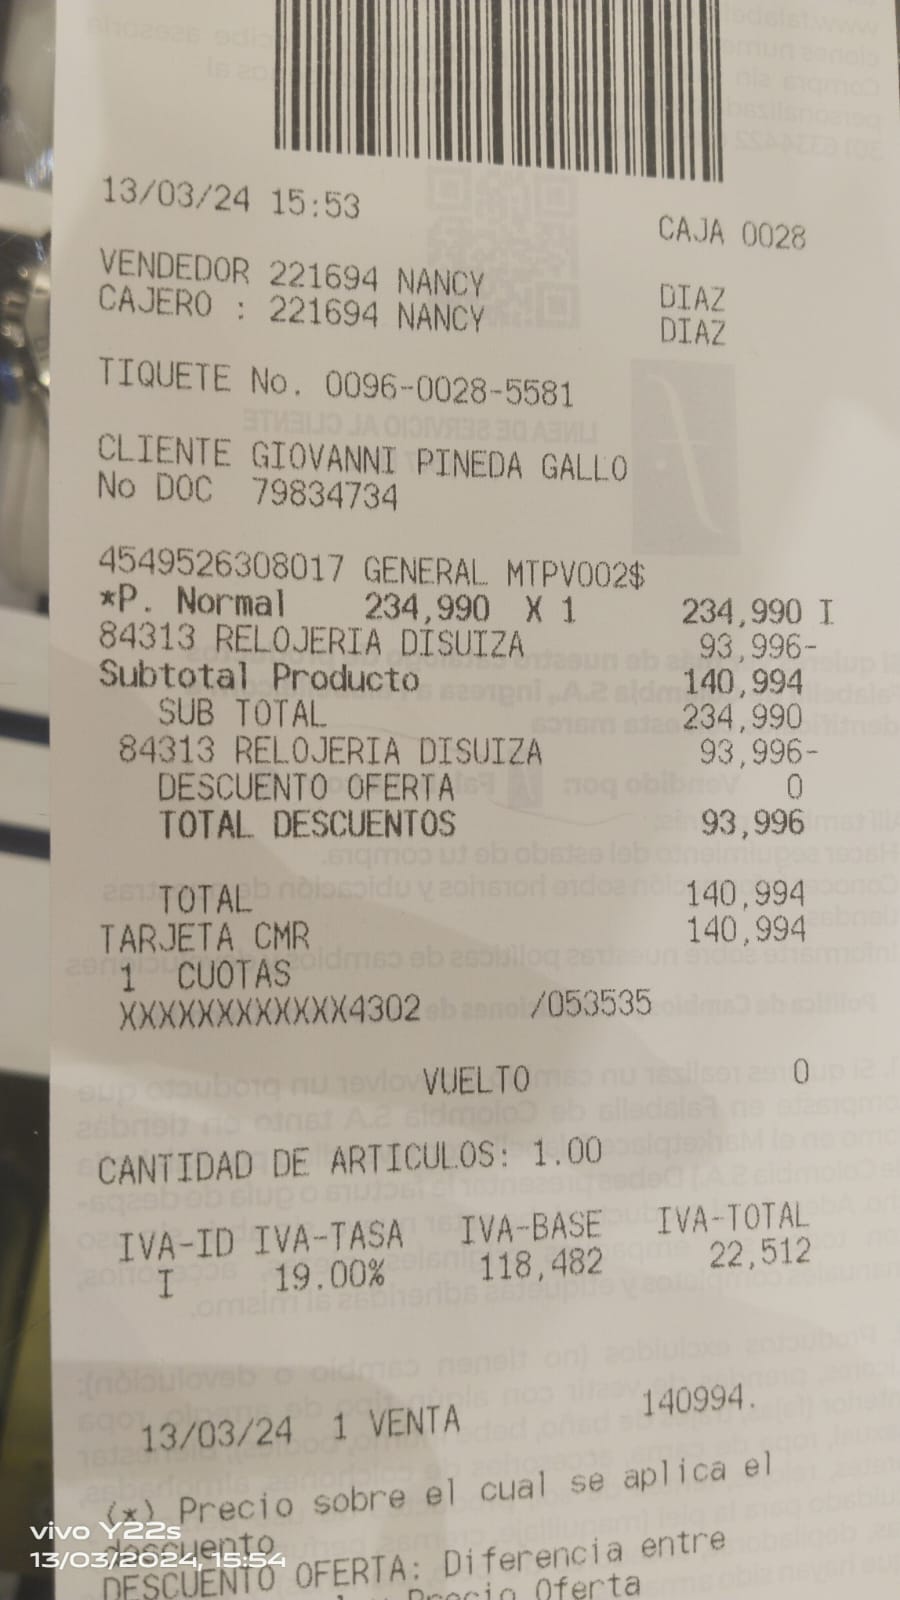 13/03/24 15:53
CAJA 0028
VENDEDOR 221694 NANCY DIAZ
CAJERO : 221694 NANCY DIAZ
TIQUETE No. 0096-0028-5581
CLIENTE GIOVANNI PINEDA GALLO
No DOC 79834734
4549526308017 GENERAL MTPV002$
*P. Normal 234,990 X 1 234,990 I
84313 RELOJERIA DISUIZA 93,996-
Subtotal Producto 140,994
SUB TOTAL 234,990
84313 RELOJERIA DISUIZA 93,996-
DESCUENTO OFERTA 0
TOTAL DESCUENTOS 93,996
TOTAL 140,994
TARJETA CMR 140,994
1 CUOTAS
XXXXXXXXXXXX4302 /053535
VUELTO 0
CANTIDAD DE ARTICULOS: 1.00
IVA-ID IVA-TASA IVA-BASE IVA-TOTAL
I 19.00% 118,482 22,512
13/03/24 1 VENTA 140994.
(*) Precio sobre el cual se aplica el
descuento
DESCUENTO OFERTA: Diferencia entre
Precio Oferta
vivo Y22s
13/03/2024, 15:54